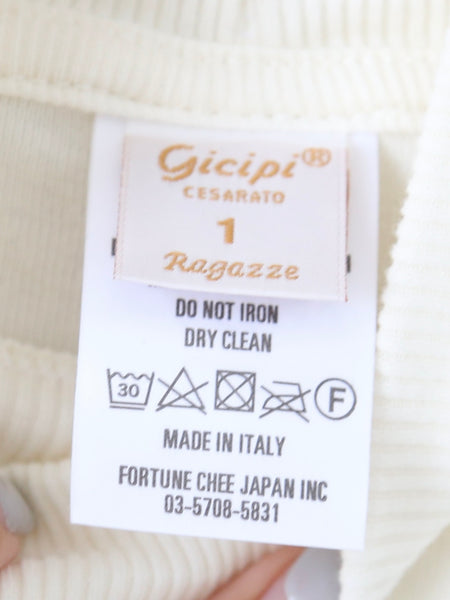 Gicipi®
CESARATO
1
Ragazze
DO NOT IRON
DRY CLEAN
30
F
MADE IN ITALY
FORTUNE CHEE JAPAN INC
03-5708-5831